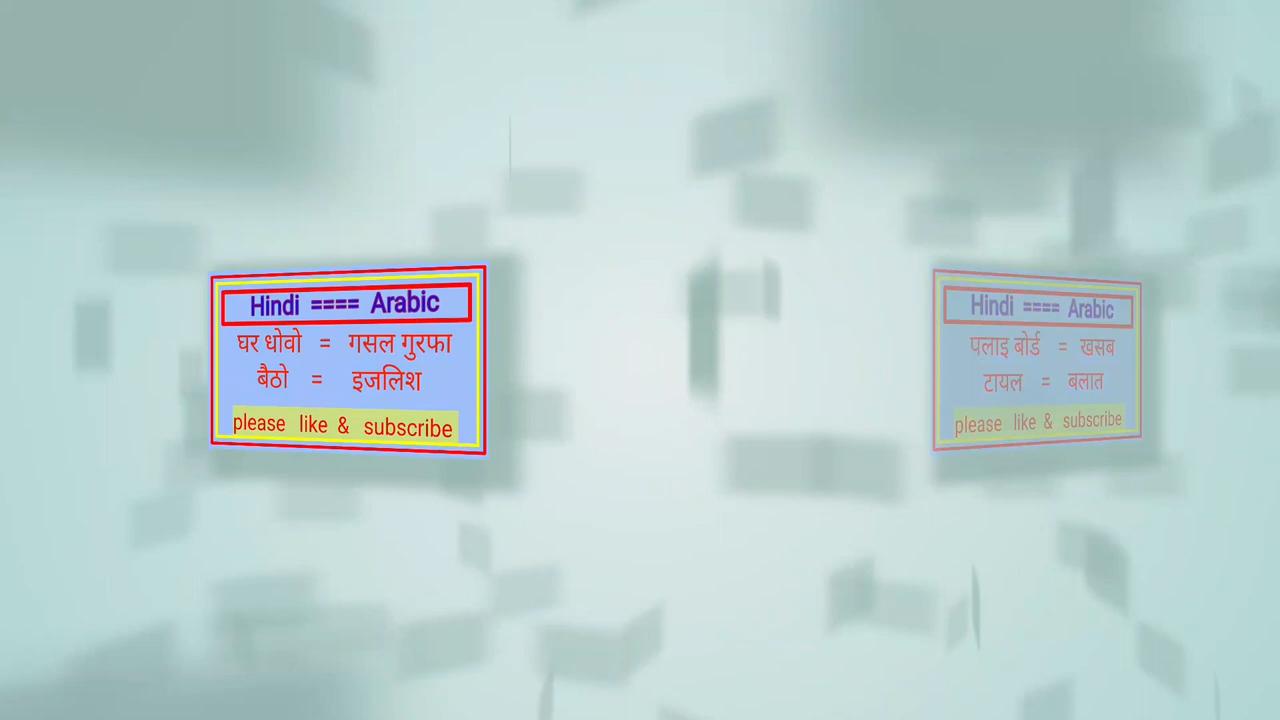 Hindi ==== Arabic
घर धोवो = गसल गुरफा
बैठो = इजलिश
please like & subscribe
Hindi ==== Arabic
पलाइ बोर्ड = खसब
टायल = बलात
please like & subscribe